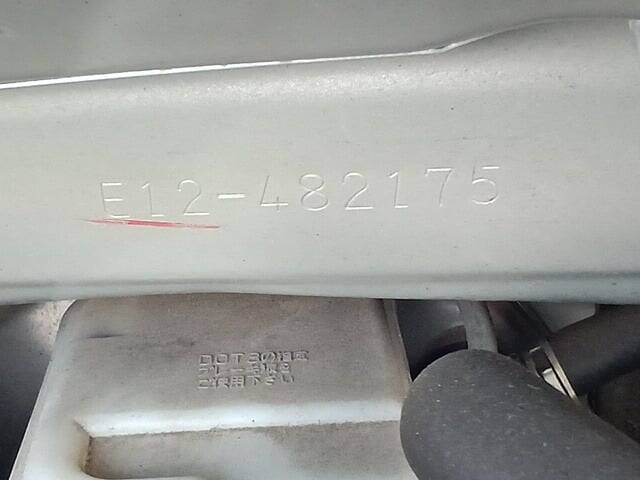 E12-482175
ＤＯＴ３の指定
ブレーキ液を
ご使用下さい